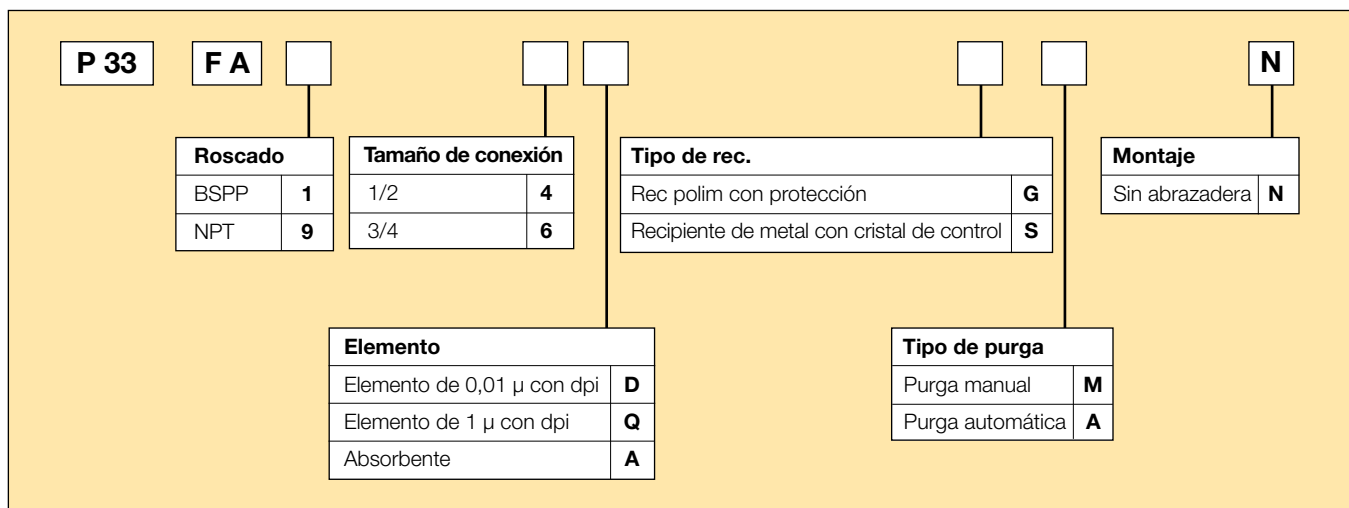 P 33 F A N
Roscado
BSPP 1
NPT 9
Tamaño de conexión
1/2 4
3/4 6
Tipo de rec.
Rec polim con protección G
Recipiente de metal con cristal de control S
Montaje
Sin abrazadera N
Elemento
Elemento de 0,01 µ con dpi D
Elemento de 1 µ con dpi Q
Absorbente A
Tipo de purga
Purga manual M
Purga automática A